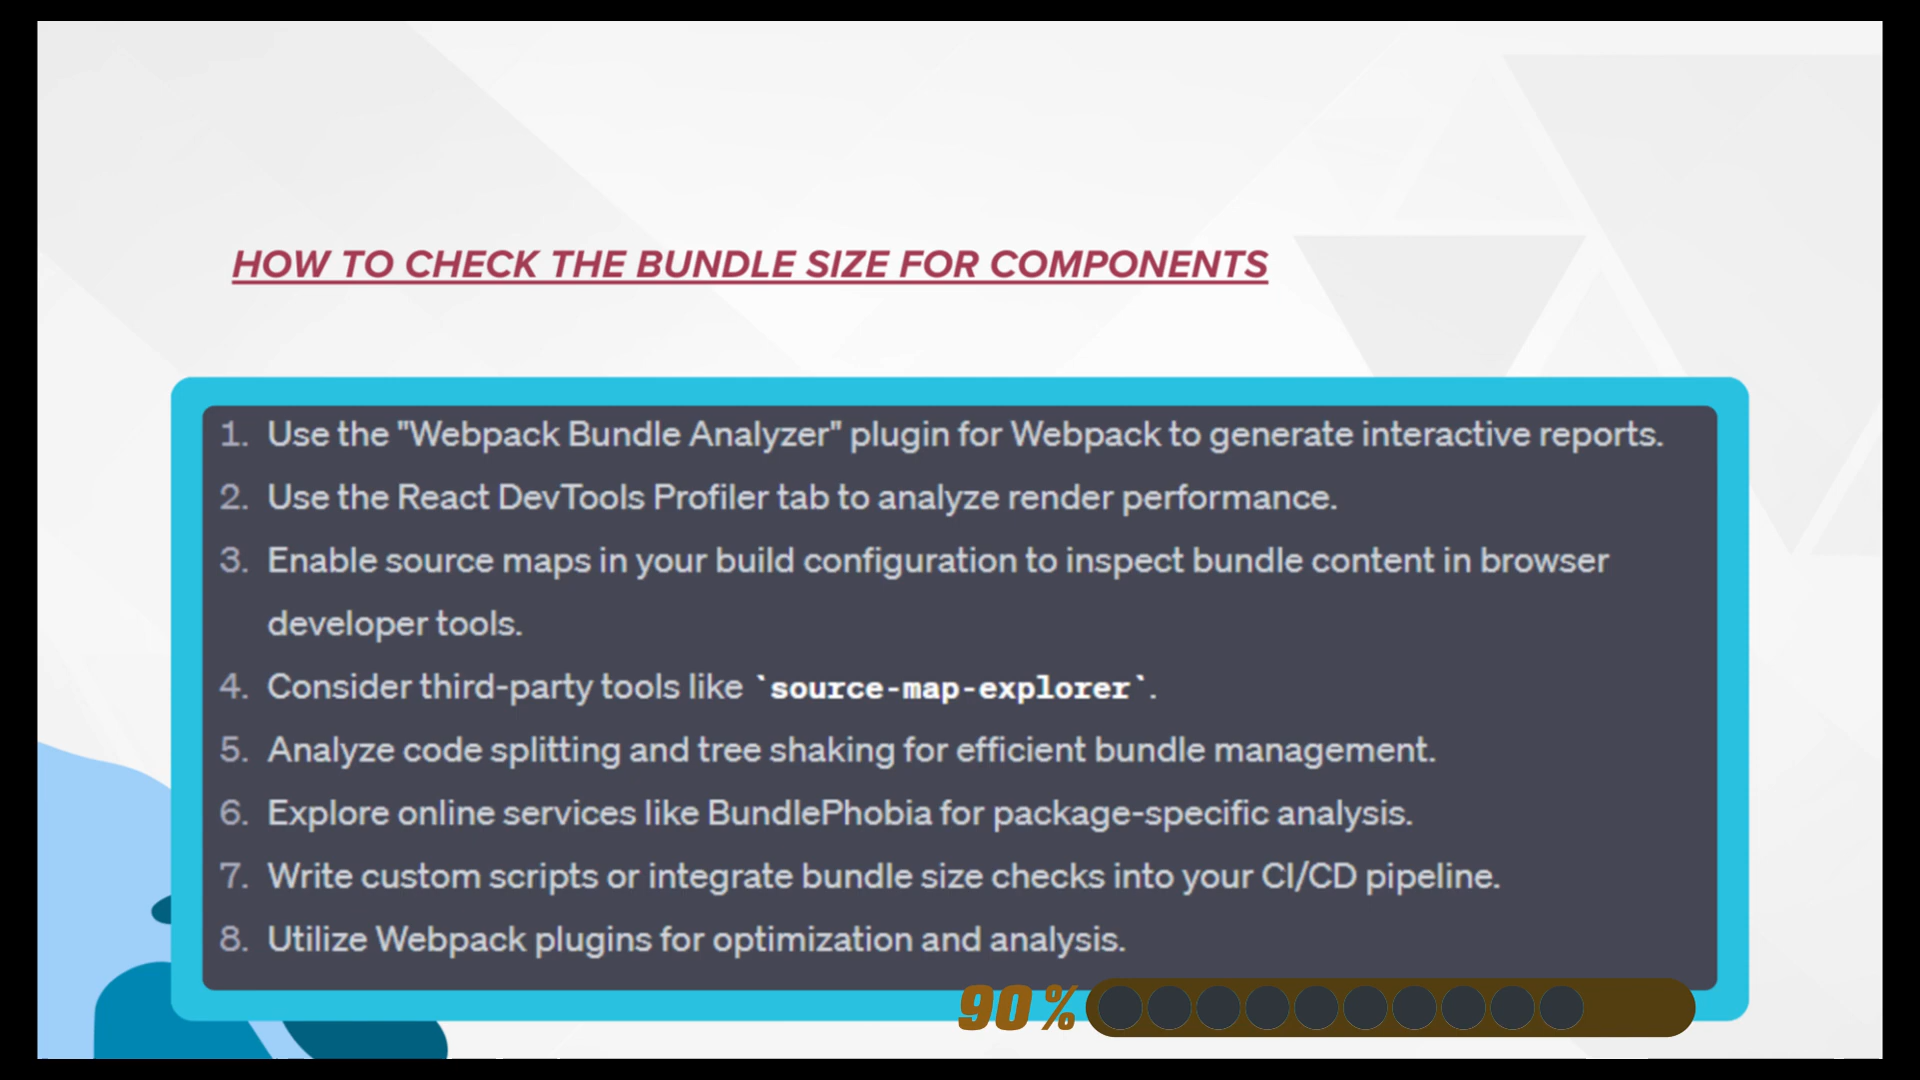 HOW TO CHECK THE BUNDLE SIZE FOR COMPONENTS
1. Use the "Webpack Bundle Analyzer" plugin for Webpack to generate interactive reports.
2. Use the React DevTools Profiler tab to analyze render performance.
3. Enable source maps in your build configuration to inspect bundle content in browser
developer tools.
4. Consider third-party tools like `source-map-explorer`.
5. Analyze code splitting and tree shaking for efficient bundle management.
6. Explore online services like BundlePhobia for package-specific analysis.
7. Write custom scripts or integrate bundle size checks into your CI/CD pipeline.
8. Utilize Webpack plugins for optimization and analysis.
90%